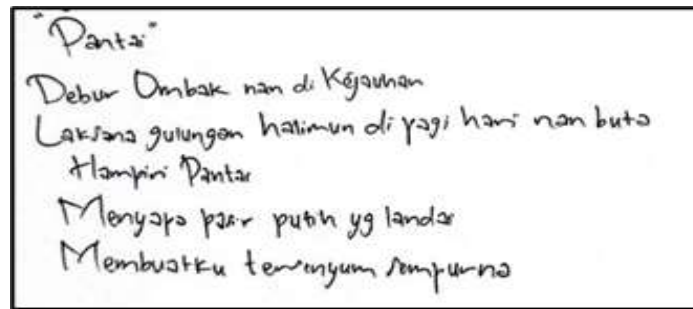 "Pantai"
Debur Ombak nan di Kejauhan
Laksana gulungan halimun di pagi hari nan buta
Hampiri Pantai
Menyapa pasir putih yg landai
Membuatku tersenyum sempurna